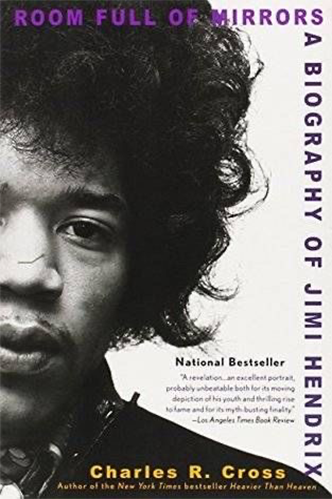 ROOM FULL OF MIRRORS
A BIOGRAPHY OF JIMI HENDRIX
National Bestseller
"A revelation...an excellent portrait,
probably unbeatable both for its moving
depiction of his youth and thrilling rise
to fame and for its myth-busting finality."
—Los Angeles Times Book Review
Charles R. Cross
Author of the New York Times bestseller Heavier Than Heaven